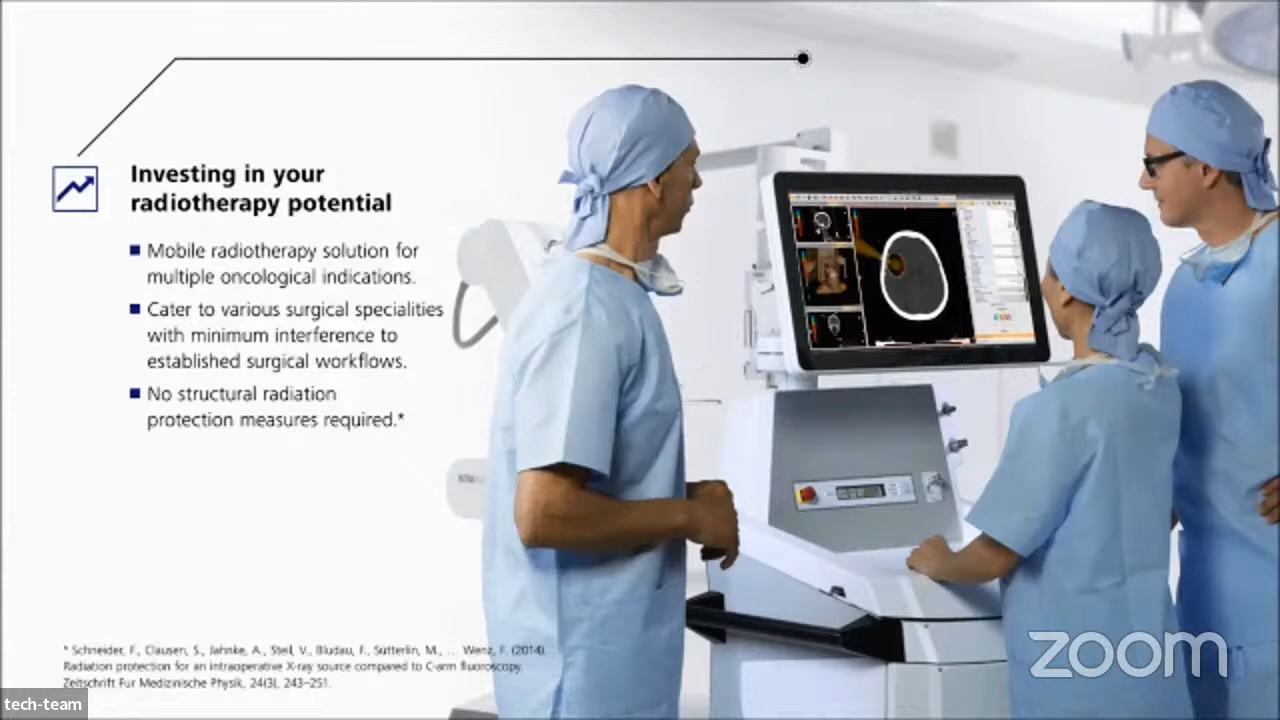 Investing in your
radiotherapy potential
Mobile radiotherapy solution for
multiple oncological indications.
Cater to various surgical specialities
with minimum interference to
established surgical workflows.
No structural radiation
protection measures required.*
* Schneider, F., Clausen, S., Jahnke, A., Steil, V., Bludau, F., Sütterlin, M., ... Wenz, F. (2014).
Radiation protection for an intraoperative X-ray source compared to C-arm fluoroscopy.
Zeitschrift Fur Medizinische Physik, 24(3), 243–251.
zoom
tech-team